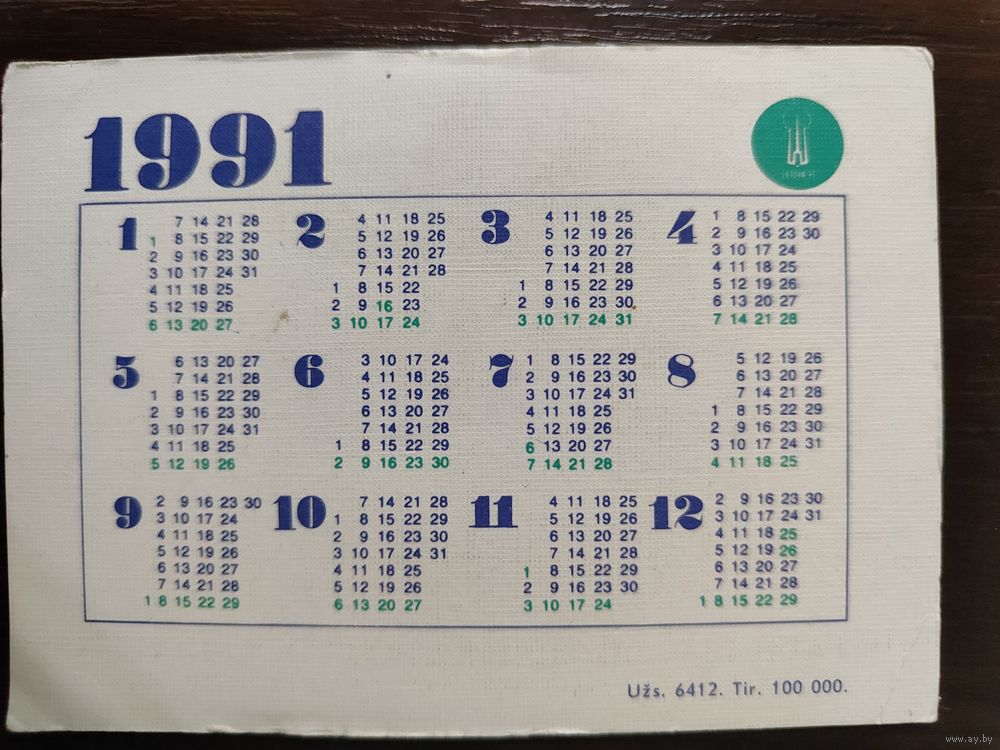 1991
1 2 3 4
7 14 21 28 4 11 18 25 4 11 18 25 1 8 15 22 29
1 8 15 22 29 5 12 19 26 5 12 19 26 2 9 16 23 30
2 9 16 23 30 6 13 20 27 6 13 20 27 3 10 17 24
3 10 17 24 31 7 14 21 28 7 14 21 28 4 11 18 25
4 11 18 25 1 8 15 22 1 8 15 22 29 5 12 19 26
5 12 19 26 2 9 16 23 2 9 16 23 30 6 13 20 27
6 13 20 27 3 10 17 24 3 10 17 24 31 7 14 21 28
5 6 7 8
6 13 20 27 3 10 17 24 1 8 15 22 29 5 12 19 26
7 14 21 28 4 11 18 25 2 9 16 23 30 6 13 20 27
1 8 15 22 29 5 12 19 26 3 10 17 24 31 7 14 21 28
2 9 16 23 30 6 13 20 27 4 11 18 25 1 8 15 22 29
3 10 17 24 31 7 14 21 28 5 12 19 26 2 9 16 23 30
4 11 18 25 1 8 15 22 29 6 13 20 27 3 10 17 24 31
5 12 19 26 2 9 16 23 30 7 14 21 28 4 11 18 25
9 10 11 12
2 9 16 23 30 7 14 21 28 4 11 18 25 2 9 16 23 30
3 10 17 24 1 8 15 22 29 5 12 19 26 3 10 17 24 31
4 11 18 25 2 9 16 23 30 6 13 20 27 4 11 18 25
5 12 19 26 3 10 17 24 31 7 14 21 28 5 12 19 26
6 13 20 27 4 11 18 25 1 8 15 22 29 6 13 20 27
7 14 21 28 5 12 19 26 2 9 16 23 30 7 14 21 28
1 8 15 22 29 6 13 20 27 3 10 17 24 1 8 15 22 29
Užs. 6412. Tir. 100 000.
www.ay.by